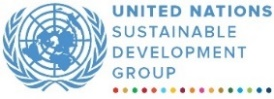 UNITED NATIONS
SUSTAINABLE
DEVELOPMENT
GROUP